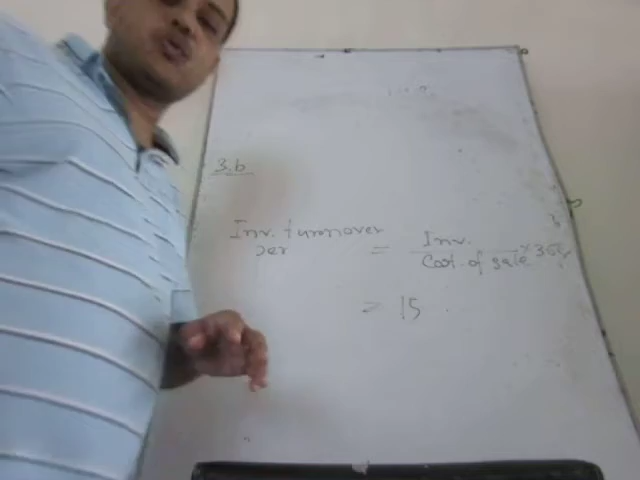 3.b
Inv. turnover = Inv. × 365
per Cost. of sale
= 15